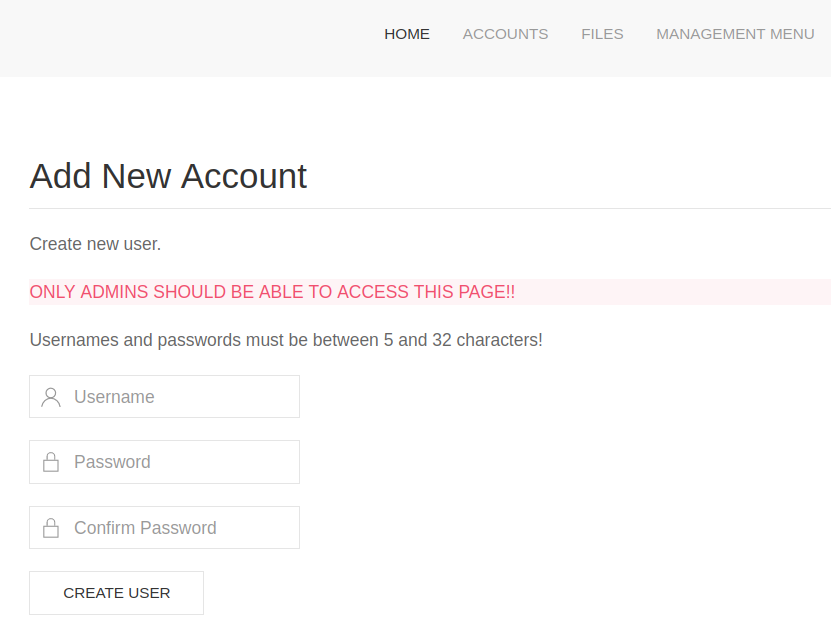 HOME ACCOUNTS FILES MANAGEMENT MENU
Add New Account
Create new user.
ONLY ADMINS SHOULD BE ABLE TO ACCESS THIS PAGE!!
Usernames and passwords must be between 5 and 32 characters!
Username
Password
Confirm Password
CREATE USER